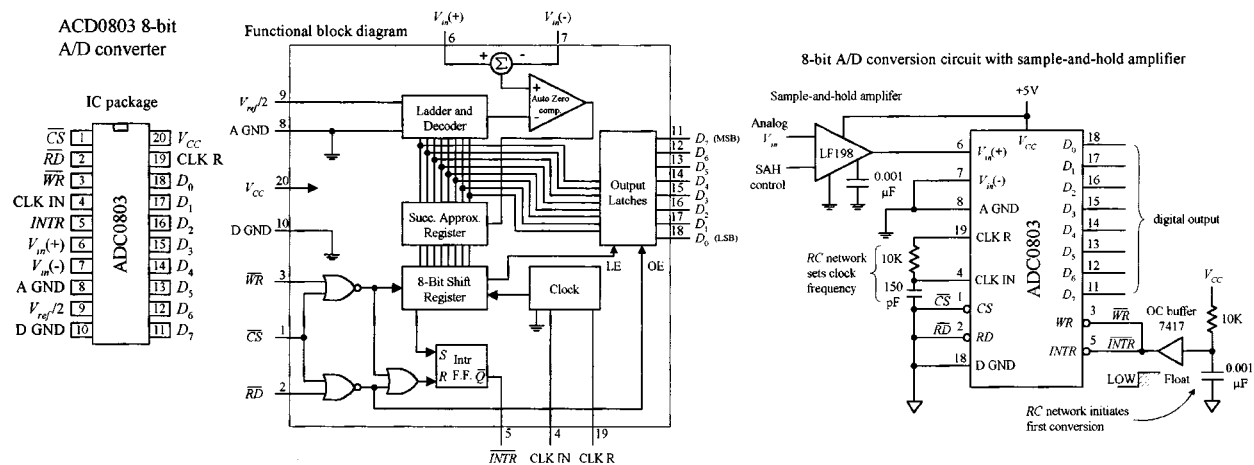 ACD0803 8-bit
A/D converter
IC package
CS 1
RD 2
WR 3
CLK IN 4
INTR 5
Vin(+) 6
Vin(-) 7
A GND 8
Vref/2 9
D GND 10
ADC0803
20 VCC
19 CLK R
18 D0
17 D1
16 D2
15 D3
14 D4
13 D5
12 D6
11 D7
Functional block diagram
Vin(+)
6
Vin(-)
7
+ Σ -
+
Auto Zero
comp.
-
Vref/2 9
A GND 8
VCC 20
D GND 10
WR 3
CS 1
RD 2
Ladder and
Decoder
Succ. Approx.
Register
8-Bit Shift
Register
Clock
Output
Latches
LE
OE
S
R
Intr
F.F.
Q
11 D7 (MSB)
12 D6
13 D5
14 D4
15 D3
16 D2
17 D1
18 D0 (LSB)
5
4
19
INTR
CLK IN
CLK R
8-bit A/D conversion circuit with sample-and-hold amplifier
Sample-and-hold amplifer
+5V
Analog
Vin
SAH
control
LF198
0.001
µF
RC network
sets clock
frequency
10K
150
pF
CS
RD
6 Vin(+)
7 Vin(-)
8 A GND
19 CLK R
4 CLK IN
1 CS
2 RD
18 D GND
VCC
ADC0803
D0 18
D1 17
D2 16
D3 15
D4 14
D5 13
D6 12
D7 11
digital output
WR 3 WR
INTR 5 INTR
OC buffer
7417
VCC
10K
0.001
µF
LOW
Float
RC network initiates
first conversion